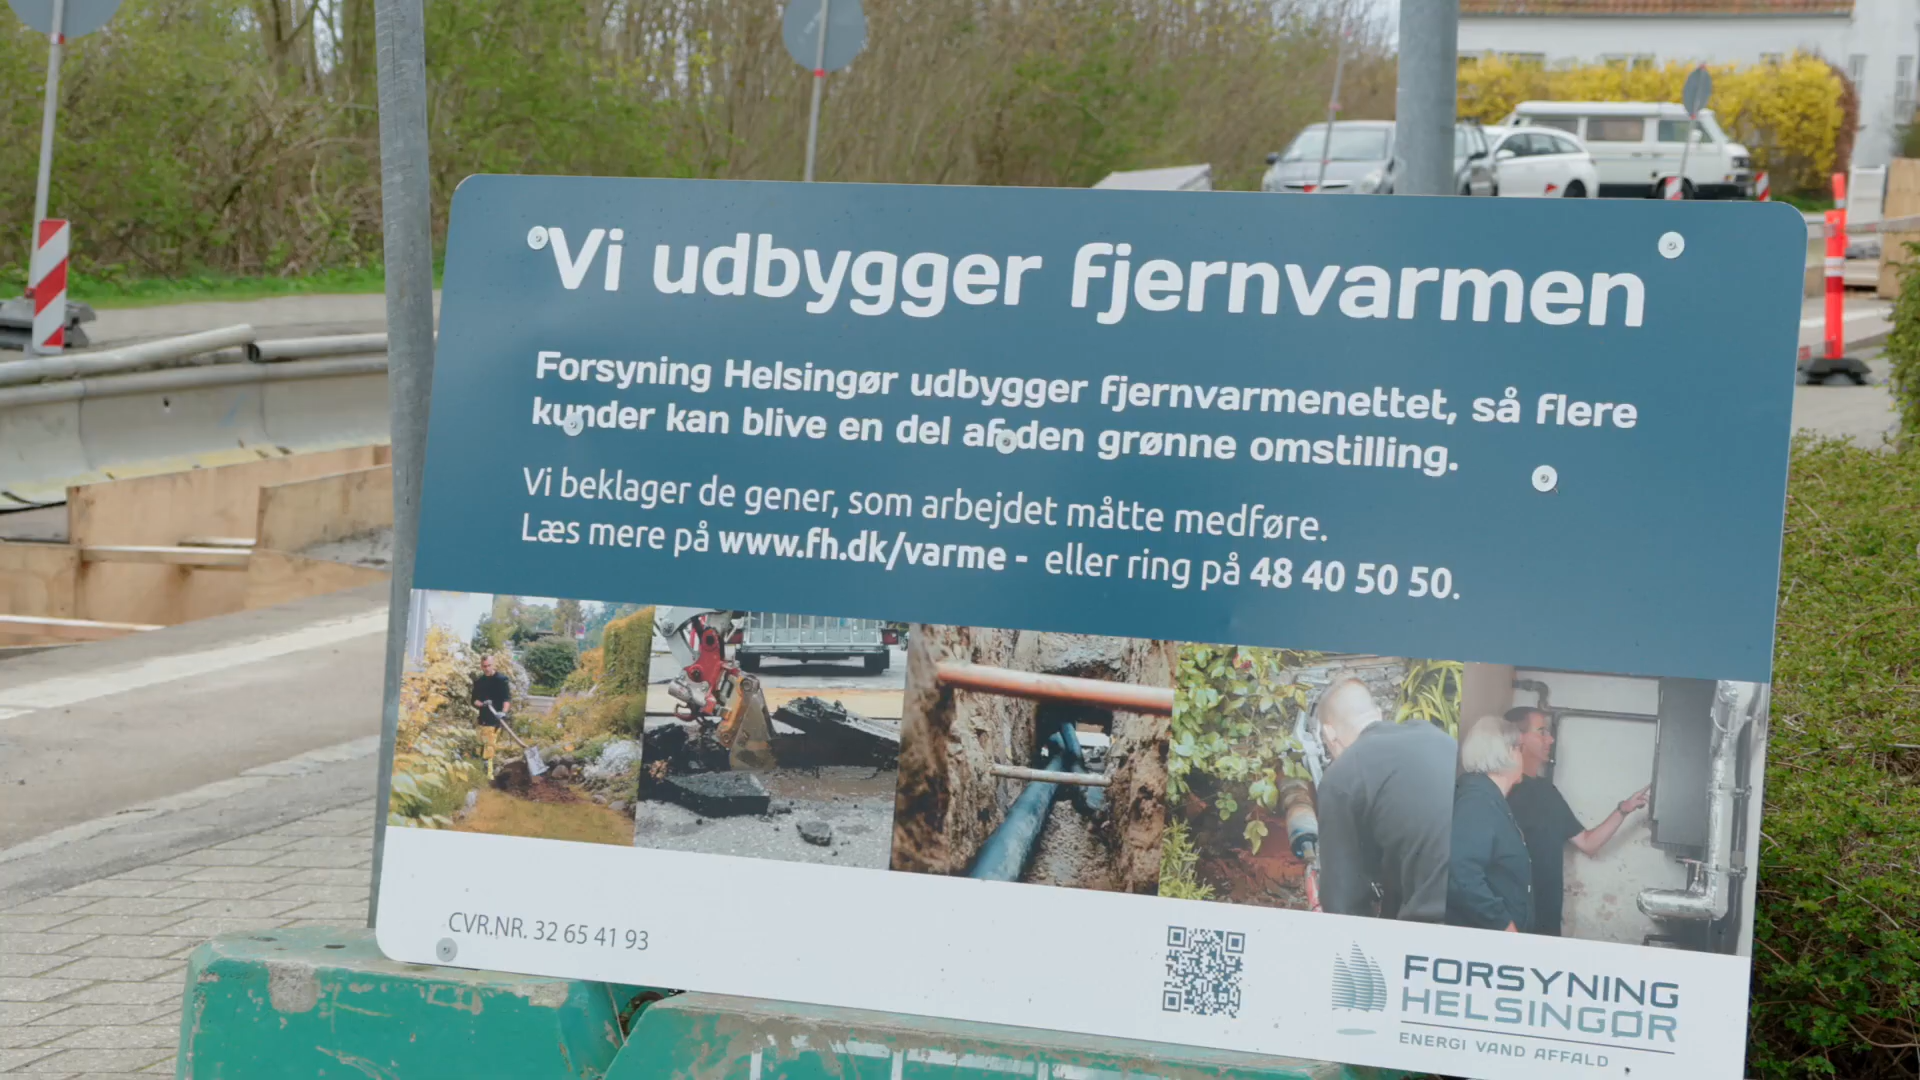 Vi udbygger fjernvarmen
Forsyning Helsingør udbygger fjernvarmenettet, så flere
kunder kan blive en del af den grønne omstilling.
Vi beklager de gener, som arbejdet måtte medføre.
Læs mere på www.fh.dk/varme - eller ring på 48 40 50 50.
CVR.NR. 32 65 41 93
FORSYNING
HELSINGØR
ENERGI VAND AFFALD